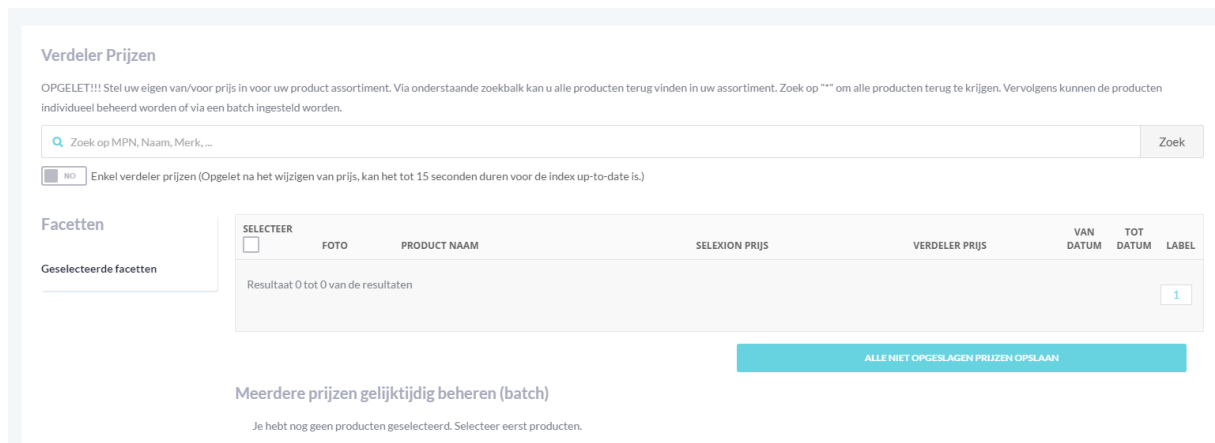 Verdeler Prijzen
OPGELET!!! Stel uw eigen van/voor prijs in voor uw product assortiment. Via onderstaande zoekbalk kan u alle producten terug vinden in uw assortiment. Zoek op "*" om alle producten terug te krijgen. Vervolgens kunnen de producten
individueel beheerd worden of via een batch ingesteld worden.
Zoek op MPN, Naam, Merk, ... Zoek
NO Enkel verdeler prijzen (Opgelet na het wijzigen van prijs, kan het tot 15 seconden duren voor de index up-to-date is.)
Facetten
Geselecteerde facetten
SELECTEER FOTO PRODUCT NAAM SELEXION PRIJS VERDELER PRIJS VAN DATUM TOT DATUM LABEL
Resultaat 0 tot 0 van de resultaten
1
ALLE NIET OPGESLAGEN PRIJZEN OPSLAAN
Meerdere prijzen gelijktijdig beheren (batch)
Je hebt nog geen producten geselecteerd. Selecteer eerst producten.